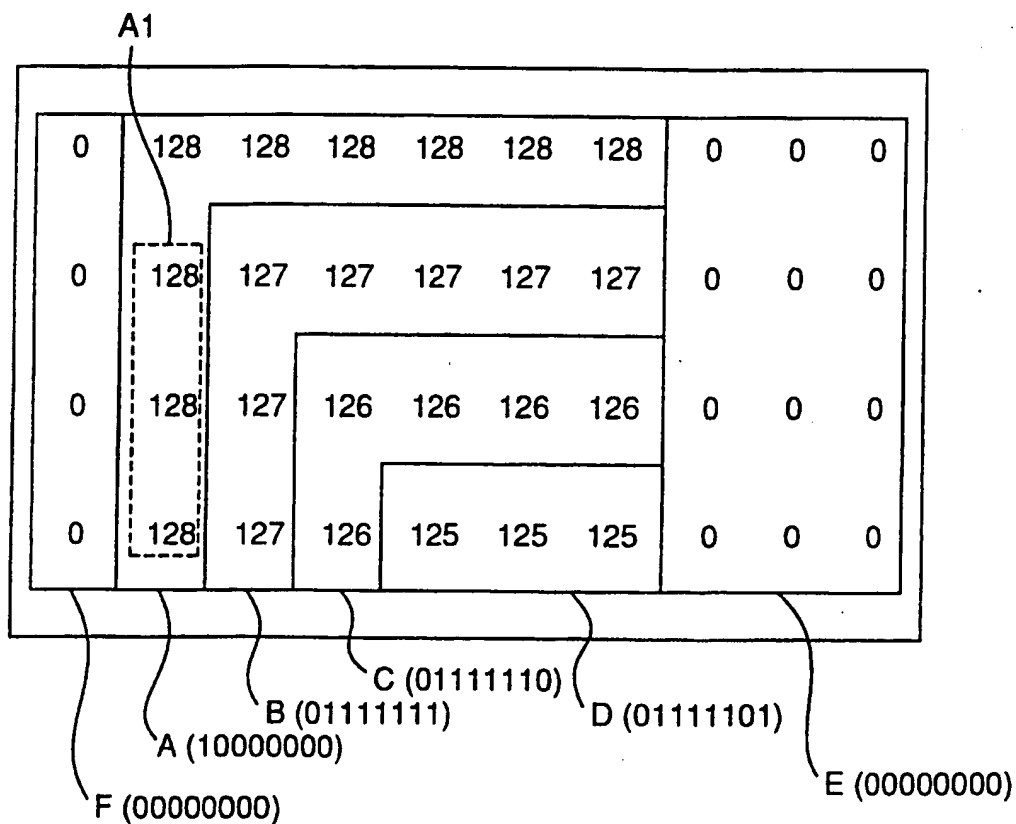 A1
0 128 128 128 128 128 128 0 0 0
0 128 127 127 127 127 127 0 0 0
0 128 127 126 126 126 126 0 0 0
0 128 127 126 125 125 125 0 0 0
C (01111110)
B (01111111)
D (01111101)
A (10000000)
E (00000000)
F (00000000)